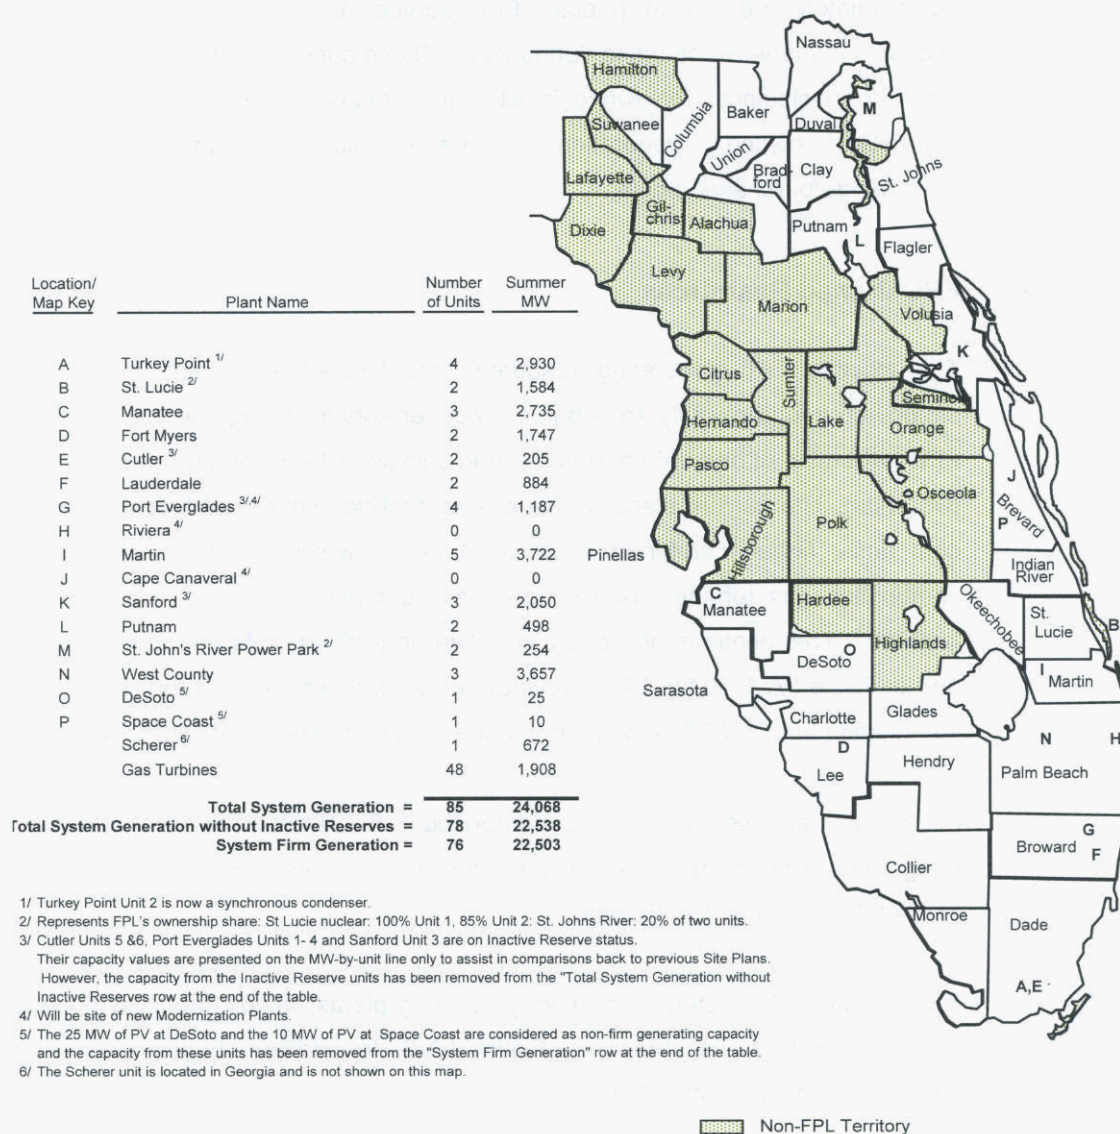 Location/ Map Key Plant Name Number of Units Summer MW
A Turkey Point 1/ 4 2,930
B St. Lucie 2/ 2 1,584
C Manatee 3 2,735
D Fort Myers 2 1,747
E Cutler 3/ 2 205
F Lauderdale 2 884
G Port Everglades 3/,4/ 4 1,187
H Riviera 4/ 0 0
I Martin 5 3,722
J Cape Canaveral 4/ 0 0
K Sanford 3/ 3 2,050
L Putnam 2 498
M St. John's River Power Park 2/ 2 254
N West County 3 3,657
O DeSoto 5/ 1 25
P Space Coast 5/ 1 10
Scherer 6/ 1 672
Gas Turbines 48 1,908
Total System Generation = 85 24,068
Total System Generation without Inactive Reserves = 78 22,538
System Firm Generation = 76 22,503
1/ Turkey Point Unit 2 is now a synchronous condenser.
2/ Represents FPL's ownership share: St Lucie nuclear: 100% Unit 1, 85% Unit 2: St. Johns River: 20% of two units.
3/ Cutler Units 5 &6, Port Everglades Units 1- 4 and Sanford Unit 3 are on Inactive Reserve status.
Their capacity values are presented on the MW-by-unit line only to assist in comparisons back to previous Site Plans.
However, the capacity from the Inactive Reserve units has been removed from the "Total System Generation without
Inactive Reserves row at the end of the table.
4/ Will be site of new Modernization Plants.
5/ The 25 MW of PV at DeSoto and the 10 MW of PV at Space Coast are considered as non-firm generating capacity
and the capacity from these units has been removed from the "System Firm Generation" row at the end of the table.
6/ The Scherer unit is located in Georgia and is not shown on this map.
Nassau
Hamilton
Baker
Columbia
Duval
M
Suwanee
Union
Brad-
ford
Clay
St. Johns
Lafayette
Gil-
christ
Alachua
Putnam
L
Flagler
Dixie
Levy
Marion
Volusia
K
Citrus
Sumter
Lake
Seminole
Orange
Hernando
Pasco
Osceola
J
Brevard
P
Polk
Hillsborough
Pinellas
Indian
River
C
Manatee
Hardee
Highlands
Okeechobee
St.
Lucie
B
DeSoto
O
Sarasota
I
Martin
Charlotte
Glades
D
Lee
Hendry
N
H
Palm Beach
Collier
Broward
G
F
Monroe
Dade
A,E
Non-FPL Territory